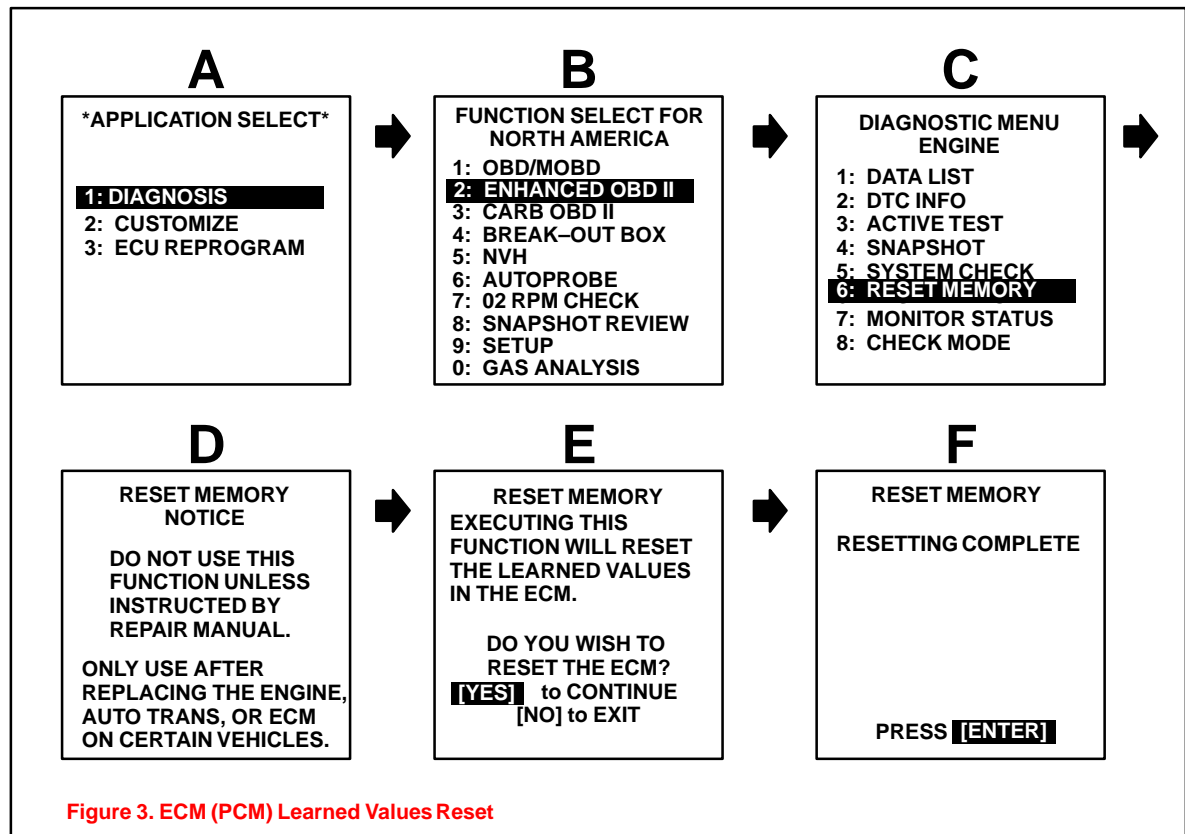 A
*APPLICATION SELECT*
1: DIAGNOSIS
2: CUSTOMIZE
3: ECU REPROGRAM
B
FUNCTION SELECT FOR
NORTH AMERICA
1: OBD/MOBD
2: ENHANCED OBD II
3: CARB OBD II
4: BREAK–OUT BOX
5: NVH
6: AUTOPROBE
7: 02 RPM CHECK
8: SNAPSHOT REVIEW
9: SETUP
0: GAS ANALYSIS
C
DIAGNOSTIC MENU
ENGINE
1: DATA LIST
2: DTC INFO
3: ACTIVE TEST
4: SNAPSHOT
5: SYSTEM CHECK
6: RESET MEMORY
7: MONITOR STATUS
8: CHECK MODE
D
RESET MEMORY
NOTICE
DO NOT USE THIS
FUNCTION UNLESS
INSTRUCTED BY
REPAIR MANUAL.
ONLY USE AFTER
REPLACING THE ENGINE,
AUTO TRANS, OR ECM
ON CERTAIN VEHICLES.
E
RESET MEMORY
EXECUTING THIS
FUNCTION WILL RESET
THE LEARNED VALUES
IN THE ECM.
DO YOU WISH TO
RESET THE ECM?
[YES] to CONTINUE
[NO] to EXIT
F
RESET MEMORY
RESETTING COMPLETE
PRESS [ENTER]
Figure 3. ECM (PCM) Learned Values Reset